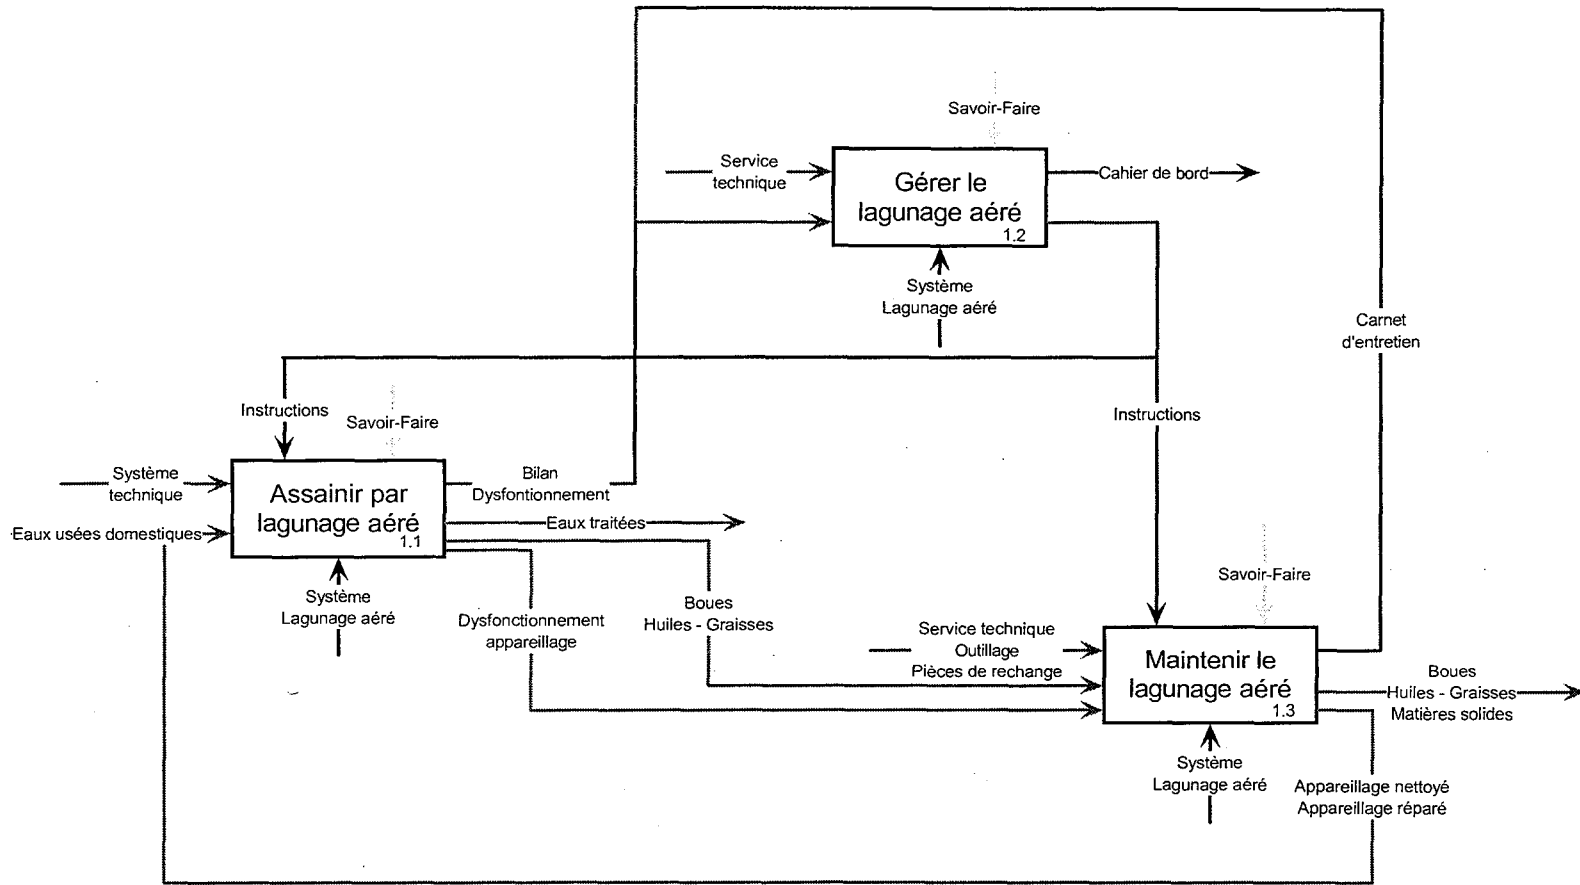 Savoir-Faire
Service
technique
Gérer le
lagunage aéré
1.2
Cahier de bord
Système
Lagunage aéré
Carnet
d'entretien
Instructions
Savoir-Faire
Instructions
Système
technique
Eaux usées domestiques
Assainir par
lagunage aéré
1.1
Bilan
Dysfontionnement
Eaux traitées
Système
Lagunage aéré
Dysfonctionnement
appareillage
Boues
Huiles - Graisses
Savoir-Faire
Service technique
Outillage
Pièces de rechange
Maintenir le
lagunage aéré
1.3
Boues
Huiles - Graisses
Matières solides
Système
Lagunage aéré
Appareillage nettoyé
Appareillage réparé